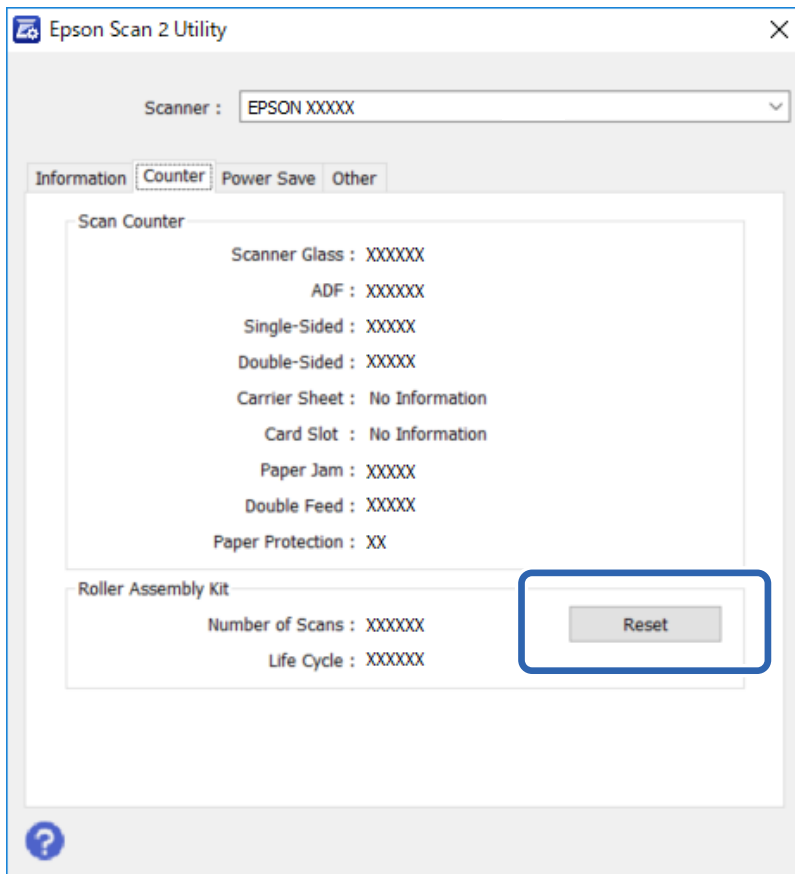 Epson Scan 2 Utility
Scanner : EPSON XXXXX
Information Counter Power Save Other
Scan Counter
Scanner Glass : XXXXXX
ADF : XXXXXX
Single-Sided : XXXXX
Double-Sided : XXXXX
Carrier Sheet : No Information
Card Slot : No Information
Paper Jam : XXXXX
Double Feed : XXXXX
Paper Protection : XX
Roller Assembly Kit
Number of Scans : XXXXXX Reset
Life Cycle : XXXXXX
?